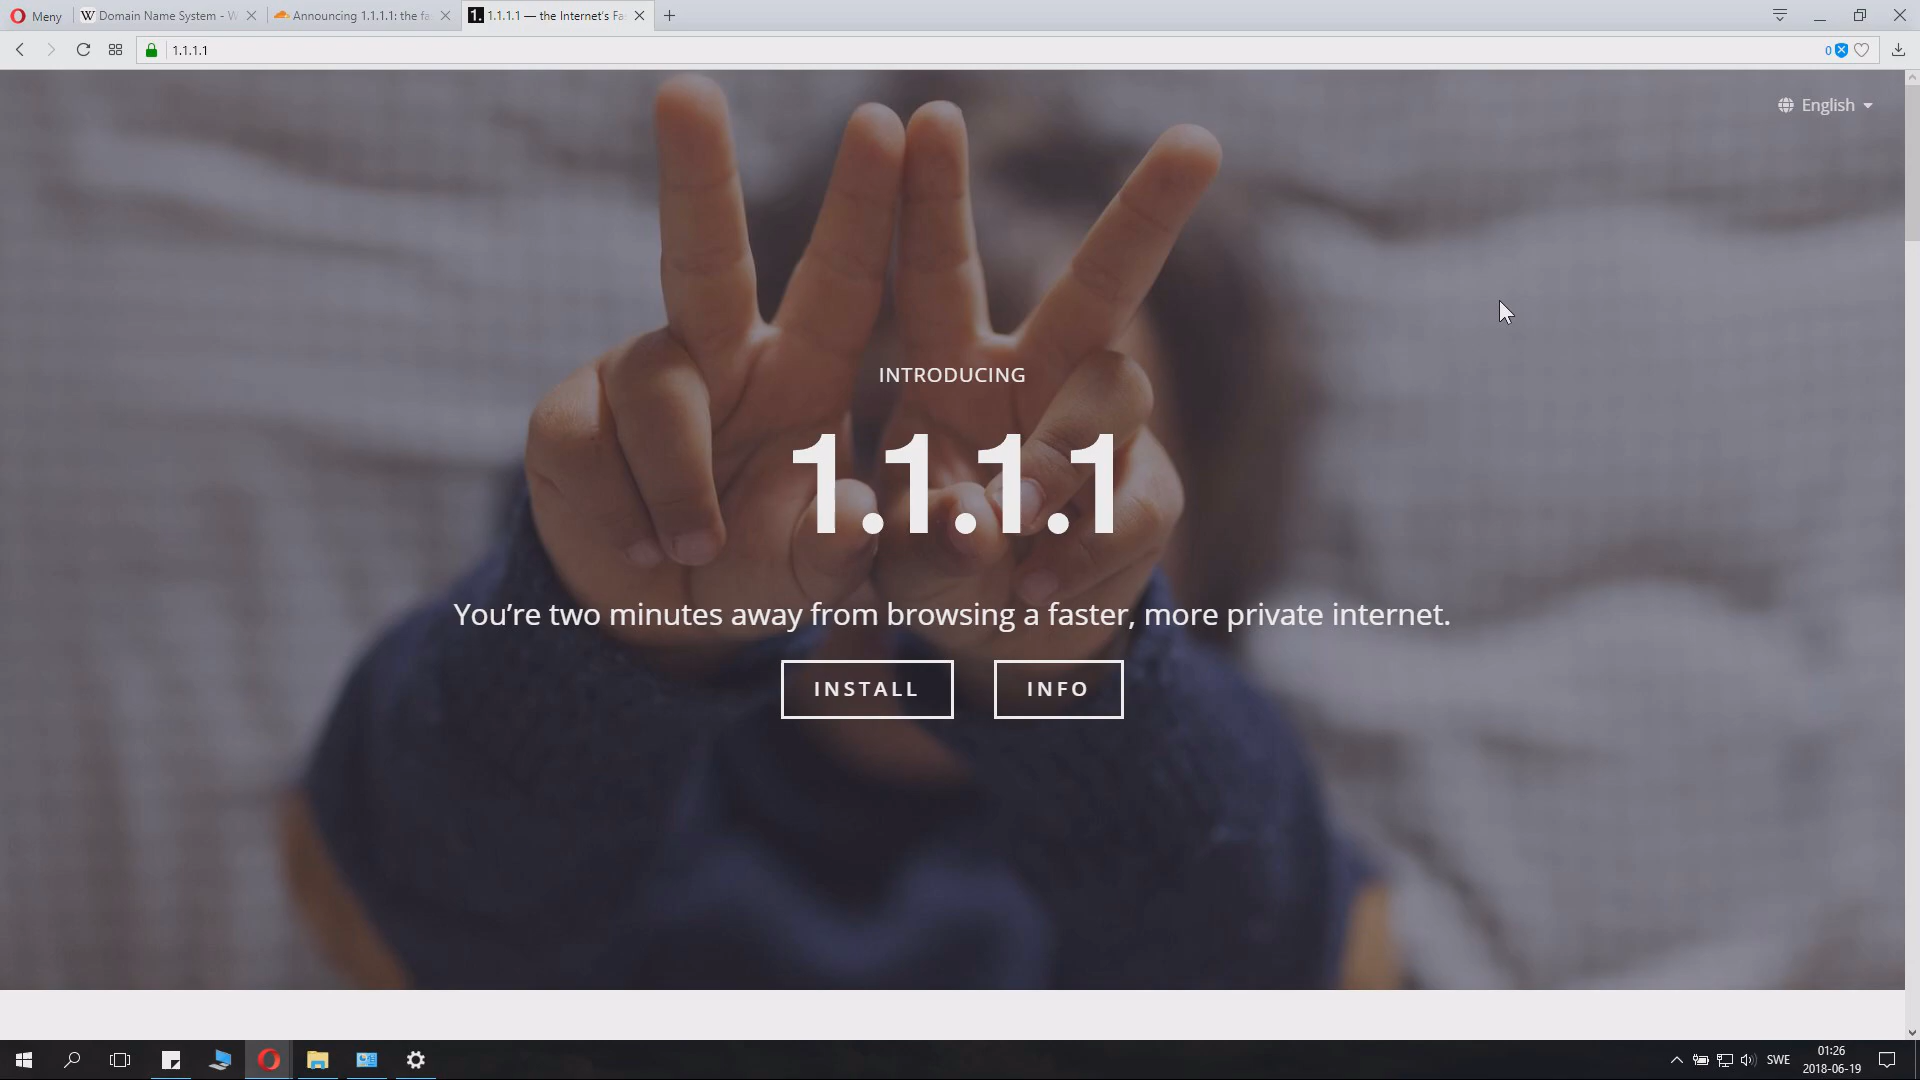 Meny
Domain Name System - W
Announcing 1.1.1.1: the fa
1.1.1.1 — the Internet's Fa
1.1.1.1
0
English
INTRODUCING
1.1.1.1
You’re two minutes away from browsing a faster, more private internet.
INSTALL
INFO
SWE
01:26
2018-06-19